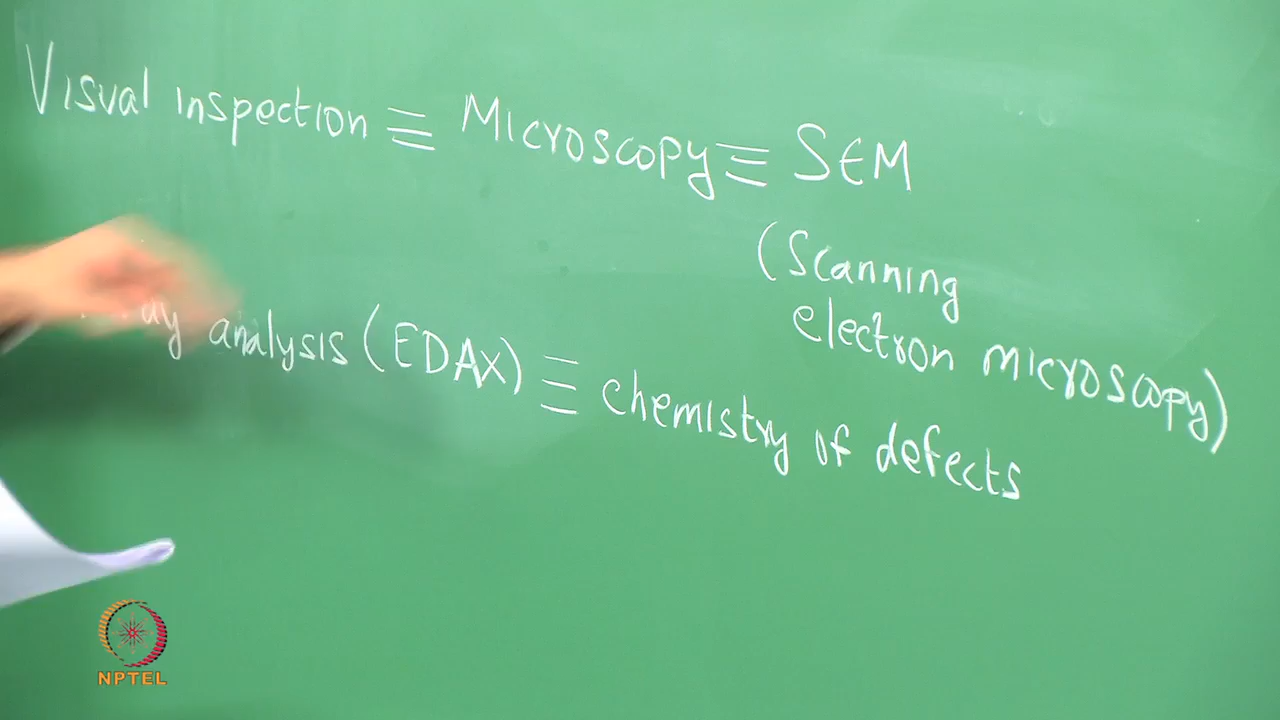 Visual inspection ≡ Microscopy ≡ SEM
(Scanning
electron microscopy)
analysis (EDAX) ≡ chemistry of defects
NPTEL